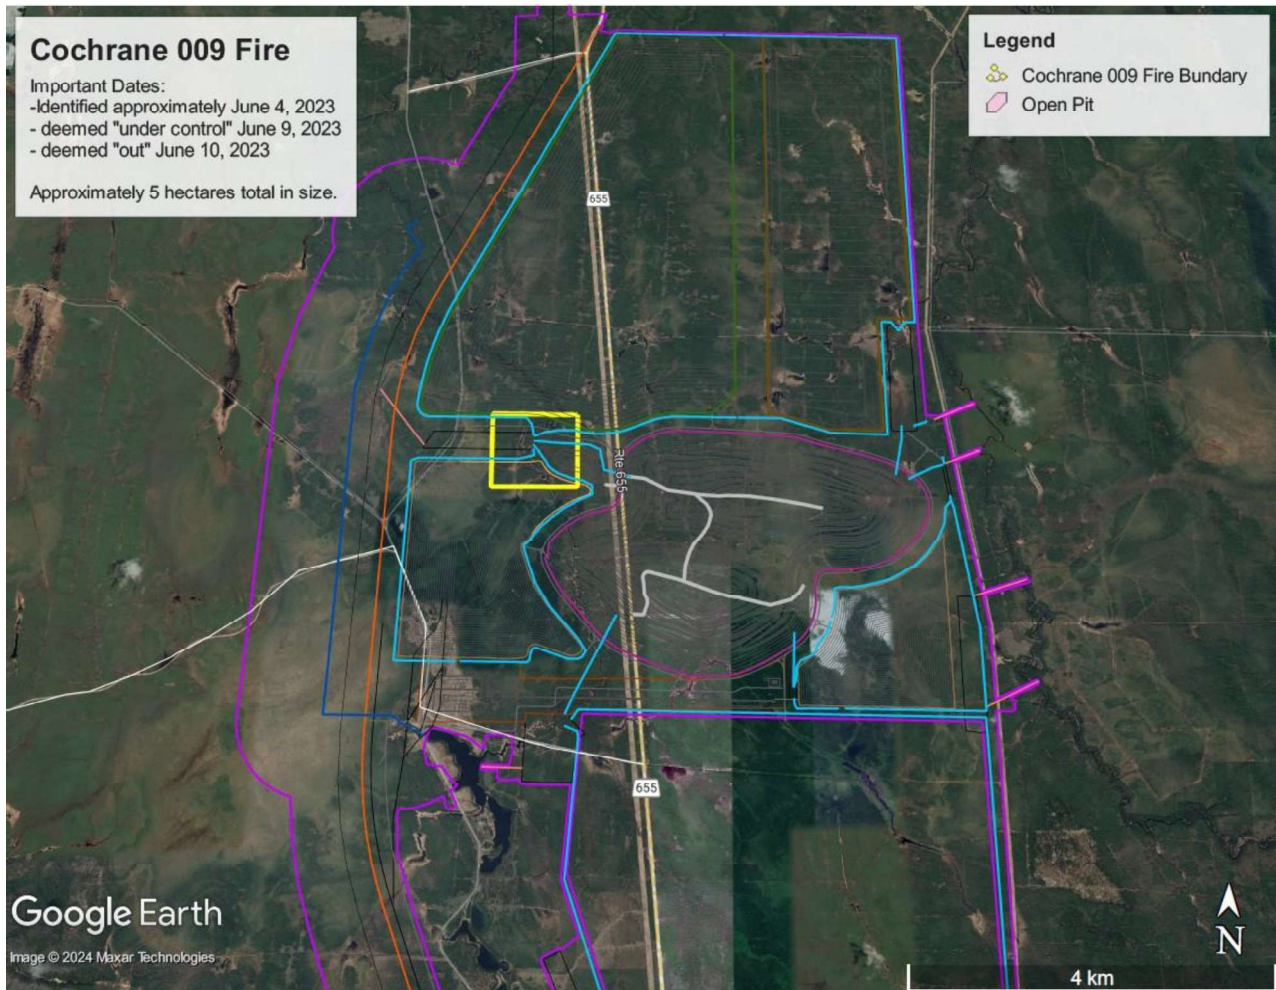 Cochrane 009 Fire
Important Dates:
-Identified approximately June 4, 2023
- deemed "under control" June 9, 2023
- deemed "out" June 10, 2023
Approximately 5 hectares total in size.
Legend
Cochrane 009 Fire Bundary
Open Pit
655
Rte 655
655
Google Earth
Image © 2024 Maxar Technologies
N
4 km